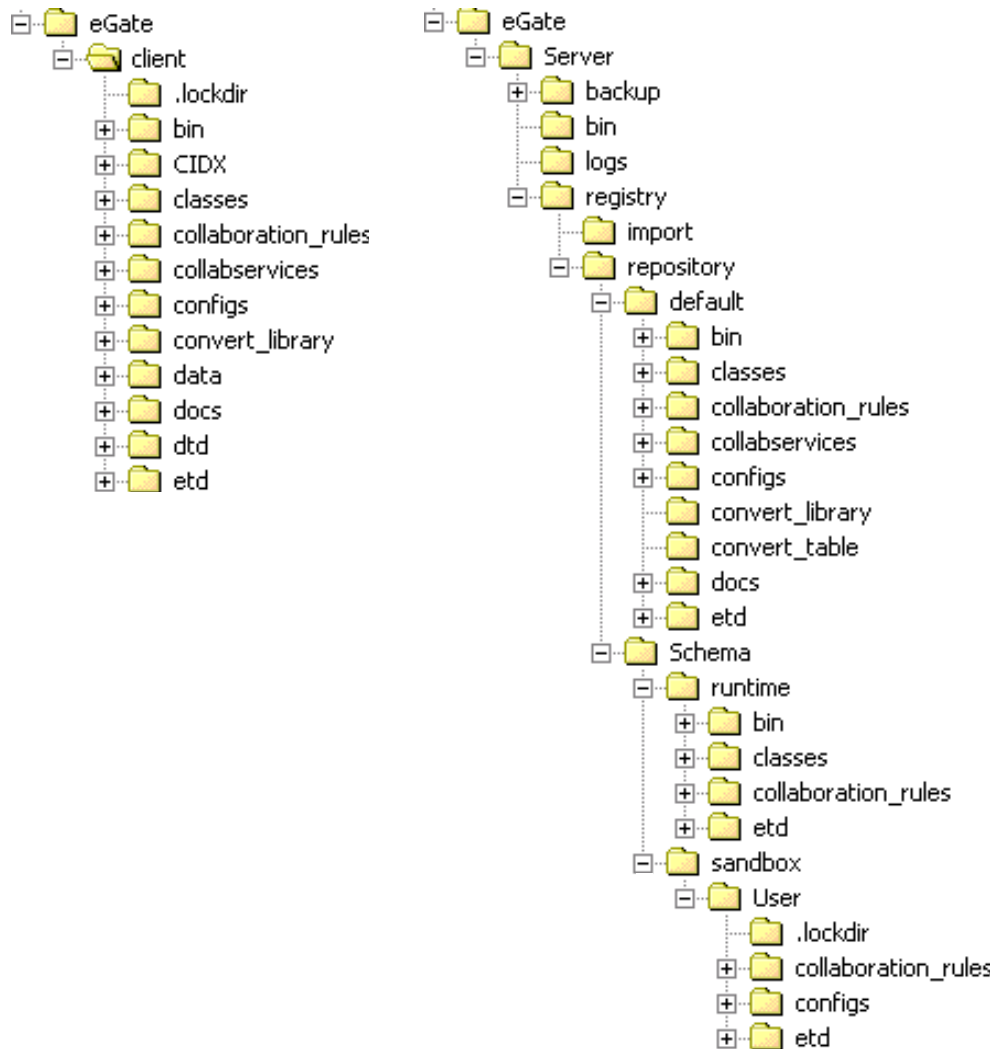 eGate
client
.lockdir
bin
CIDX
classes
collaboration_rules
collabservices
configs
convert_library
data
docs
dtd
etd
eGate
Server
backup
bin
logs
registry
import
repository
default
bin
classes
collaboration_rules
collabservices
configs
convert_library
convert_table
docs
etd
Schema
runtime
bin
classes
collaboration_rules
etd
sandbox
User
.lockdir
collaboration_rules
configs
etd